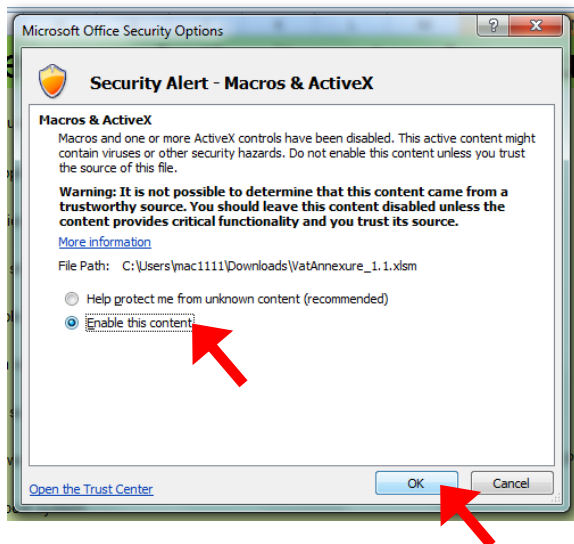 Microsoft Office Security Options
Security Alert - Macros & ActiveX
Macros & ActiveX
Macros and one or more ActiveX controls have been disabled. This active content might
contain viruses or other security hazards. Do not enable this content unless you trust
the source of this file.
Warning: It is not possible to determine that this content came from a
trustworthy source. You should leave this content disabled unless the
content provides critical functionality and you trust its source.
More information
File Path: C:\Users\mac1111\Downloads\VatAnnexure_1.1.xlsm
Help protect me from unknown content (recommended)
Enable this content
Open the Trust Center
OK
Cancel